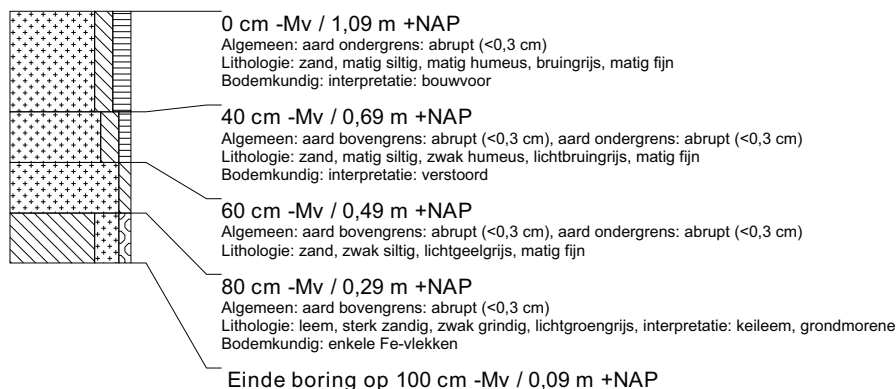 0 cm -Mv / 1,09 m +NAP
Algemeen: aard ondergrens: abrupt (<0,3 cm)
Lithologie: zand, matig siltig, matig humeus, bruingrijs, matig fijn
Bodemkundig: interpretatie: bouwvoor
40 cm -Mv / 0,69 m +NAP
Algemeen: aard bovengrens: abrupt (<0,3 cm), aard ondergrens: abrupt (<0,3 cm)
Lithologie: zand, matig siltig, zwak humeus, lichtbruingrijs, matig fijn
Bodemkundig: interpretatie: verstoord
60 cm -Mv / 0,49 m +NAP
Algemeen: aard bovengrens: abrupt (<0,3 cm), aard ondergrens: abrupt (<0,3 cm)
Lithologie: zand, zwak siltig, lichtgeelgrijs, matig fijn
80 cm -Mv / 0,29 m +NAP
Algemeen: aard bovengrens: abrupt (<0,3 cm)
Lithologie: leem, sterk zandig, zwak grindig, lichtgroengrijs, interpretatie: keileem, grondmorene
Bodemkundig: enkele Fe-vlekken
Einde boring op 100 cm -Mv / 0,09 m +NAP